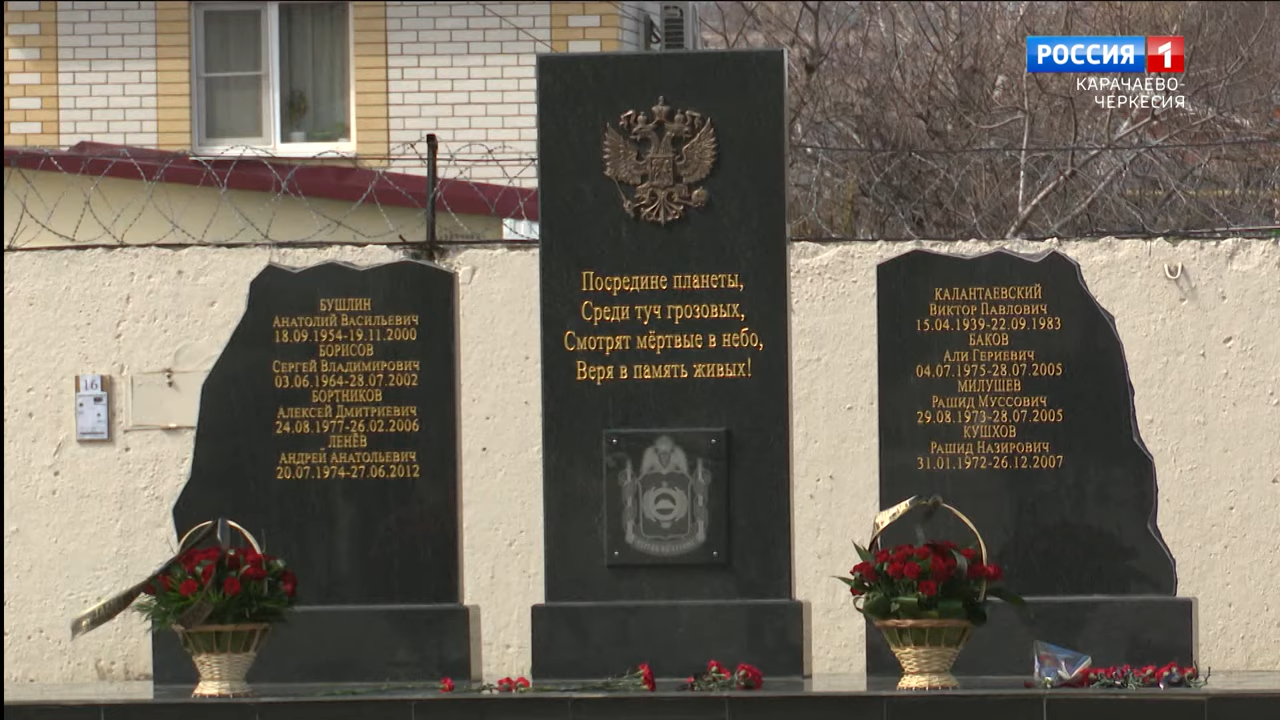 РОССИЯ 1
КАРАЧАЕВО-
ЧЕРКЕСИЯ
16
БУШЛИН
АНАТОЛИЙ ВАСИЛЬЕВИЧ
18.09.1954-19.11.2000
БОРИСОВ
СЕРГЕЙ ВЛАДИМИРОВИЧ
03.06.1964-28.07.2002
БОРТНИКОВ
АЛЕКСЕЙ ДМИТРИЕВИЧ
24.08.1977-26.02.2006
ЛЕНЁВ
АНДРЕЙ АНАТОЛЬЕВИЧ
20.07.1974-27.06.2012
Посредине планеты,
Среди туч грозовых,
Смотрят мёртвые в небо,
Веря в память живых!
КАЛАНТАЕВСКИЙ
ВИКТОР ПАВЛОВИЧ
15.04.1939-22.09.1983
БАКОВ
АЛИ ГЕРИЕВИЧ
04.07.1975-28.07.2005
МИЛУШЕВ
РАШИД МУССОВИЧ
29.08.1973-28.07.2005
КУШХОВ
РАШИД НАЗИРОВИЧ
31.01.1972-26.12.2007